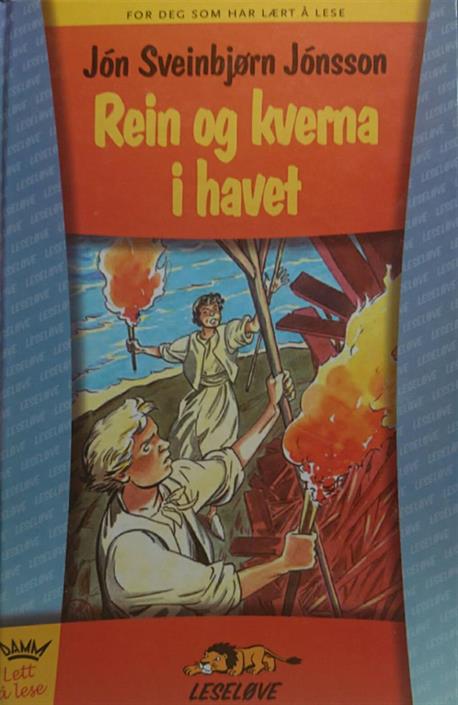 FOR DEG SOM HAR LÆRT Å LESE
Jón Sveinbjørn Jónsson
Rein og kverna
i havet
DAMM
Lett
å lese
LESELØVE